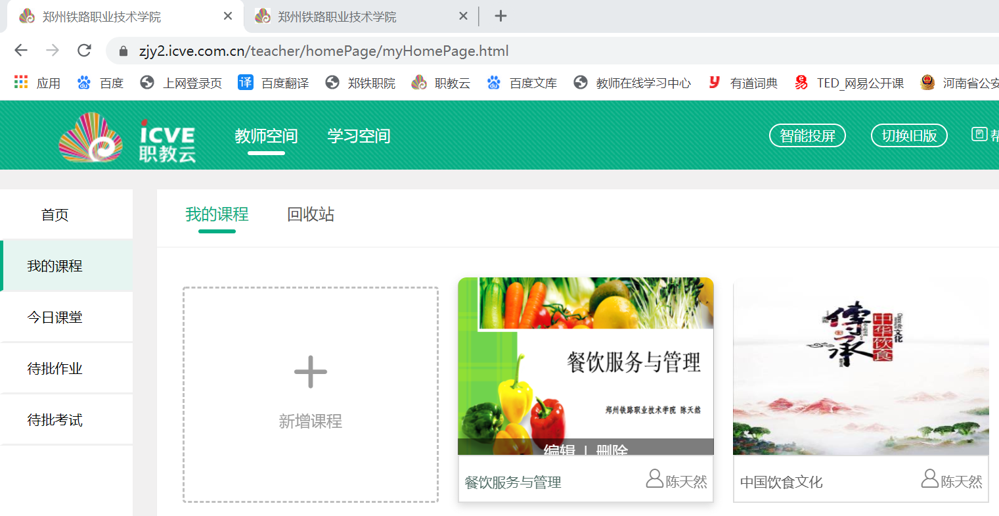 郑州铁路职业技术学院
郑州铁路职业技术学院
zjy2.icve.com.cn/teacher/homePage/myHomePage.html
应用 百度 上网登录页 译 百度翻译 郑铁职院 职教云 百度文库 教师在线学习中心 有道词典 TED_网易公开课 河南省公安
iCVE
职教云
教师空间 学习空间 智能投屏 切换旧版 帮
首页
我的课程
今日课堂
待批作业
待批考试
我的课程 回收站
新增课程
餐饮服务与管理
郑州铁路职业技术学院 陈天然
编辑 | 删除
餐饮服务与管理 陈天然
传承
中华饮食
文化
中国饮食文化 陈天然